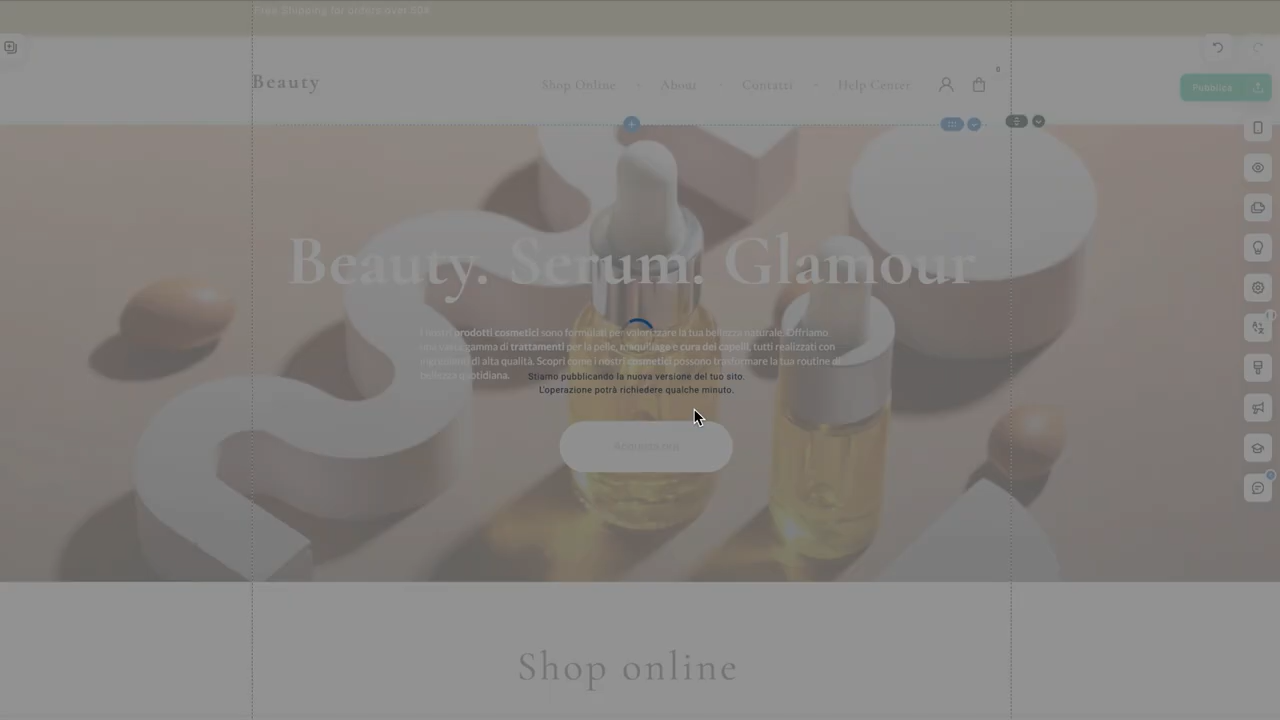 Free Shipping for orders over 50€
Beauty
Shop Online
About
Contatti
Help Center
0
Pubblica
Beauty. Serum. Glamour
I nostri prodotti cosmetici sono formulati per valorizzare la tua bellezza naturale. Offriamo
una vasta gamma di trattamenti per la pelle, maquillage e cura dei capelli, tutti realizzati con
ingredienti di alta qualità. Scopri come i nostri cosmetici possono trasformare la tua routine di
bellezza quotidiana.
Stiamo pubblicando la nuova versione del tuo sito.
L'operazione potrà richiedere qualche minuto.
Shop online